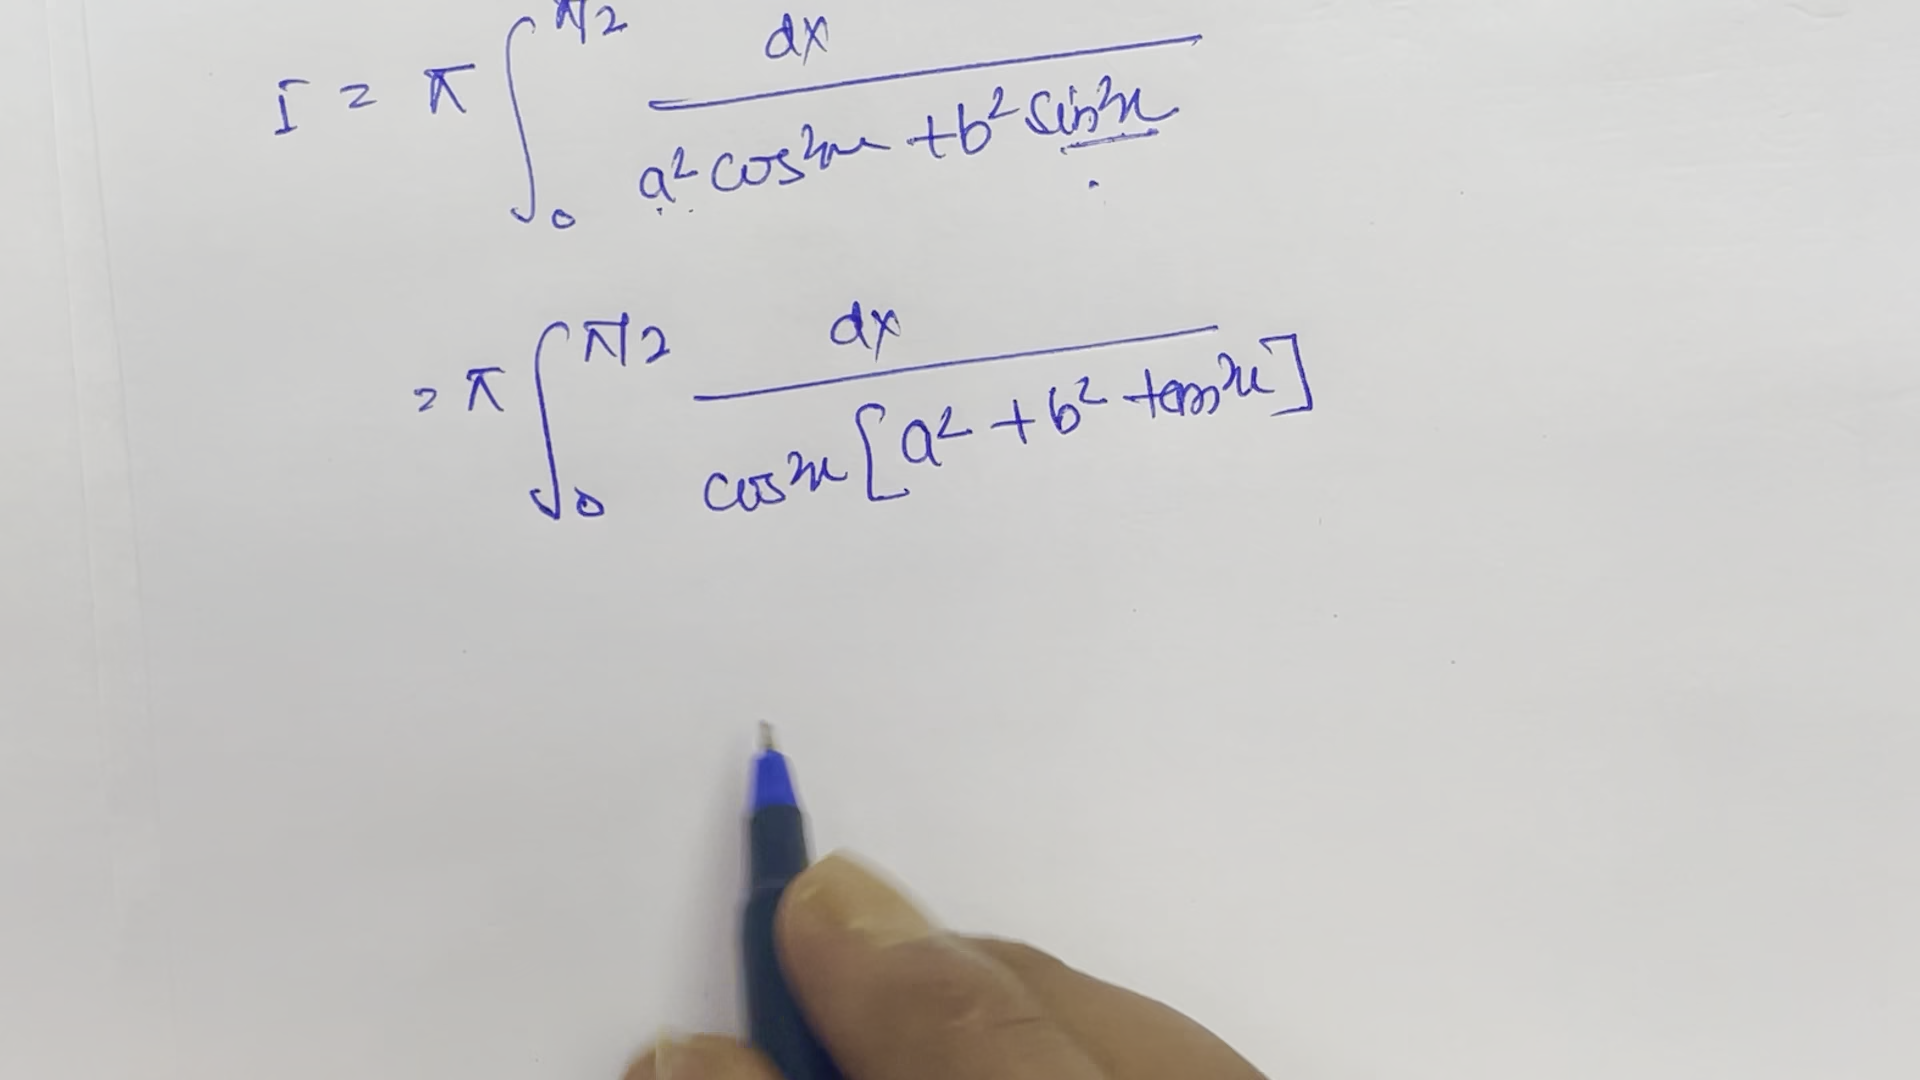 I = π ∫₀^π/2 dx / a² cos²x + b² sin²x
= π ∫₀^π/2 dx / cos²x [a² + b² tan²x]